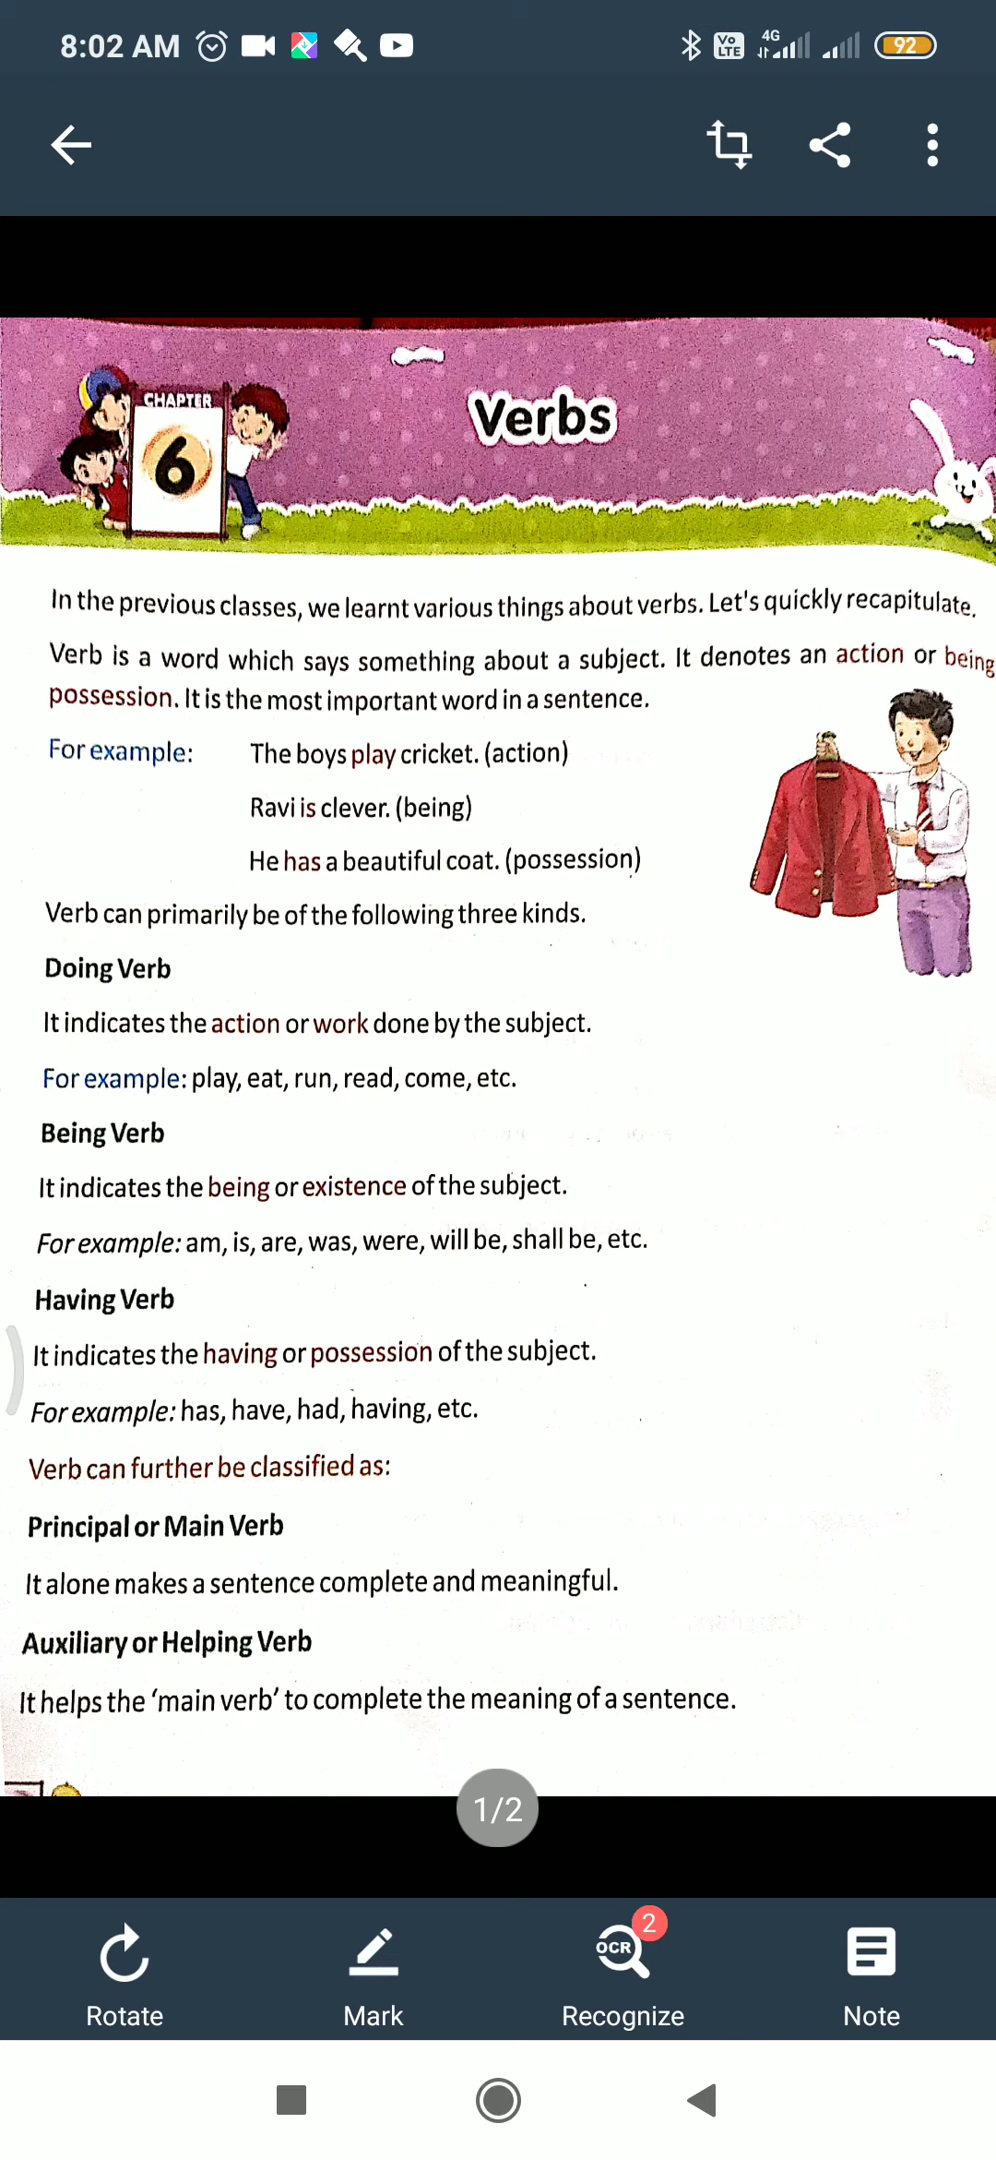 8:02 AM
Vo LTE
4G
92
CHAPTER
6
Verbs
In the previous classes, we learnt various things about verbs. Let's quickly recapitulate.
Verb is a word which says something about a subject. It denotes an action or being
possession. It is the most important word in a sentence.
For example: The boys play cricket. (action)
Ravi is clever. (being)
He has a beautiful coat. (possession)
Verb can primarily be of the following three kinds.
Doing Verb
It indicates the action or work done by the subject.
For example: play, eat, run, read, come, etc.
Being Verb
It indicates the being or existence of the subject.
For example: am, is, are, was, were, will be, shall be, etc.
Having Verb
It indicates the having or possession of the subject.
For example: has, have, had, having, etc.
Verb can further be classified as:
Principal or Main Verb
It alone makes a sentence complete and meaningful.
Auxiliary or Helping Verb
It helps the ‘main verb’ to complete the meaning of a sentence.
1/2
OCR
2
Rotate Mark Recognize Note